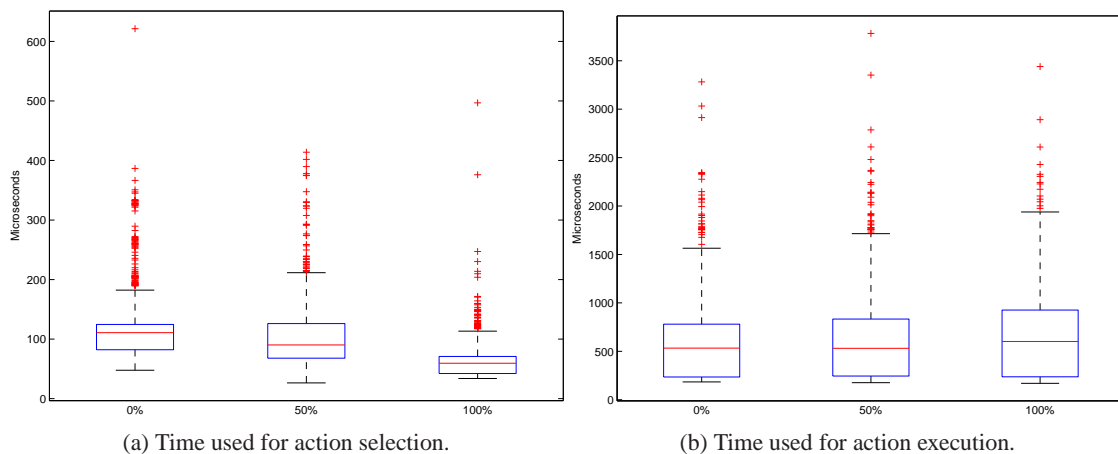 600
500
400
300
200
100
0
Microseconds
0% 50% 100%
(a) Time used for action selection.
3500
3000
2500
2000
1500
1000
500
0
Microseconds
0% 50% 100%
(b) Time used for action execution.